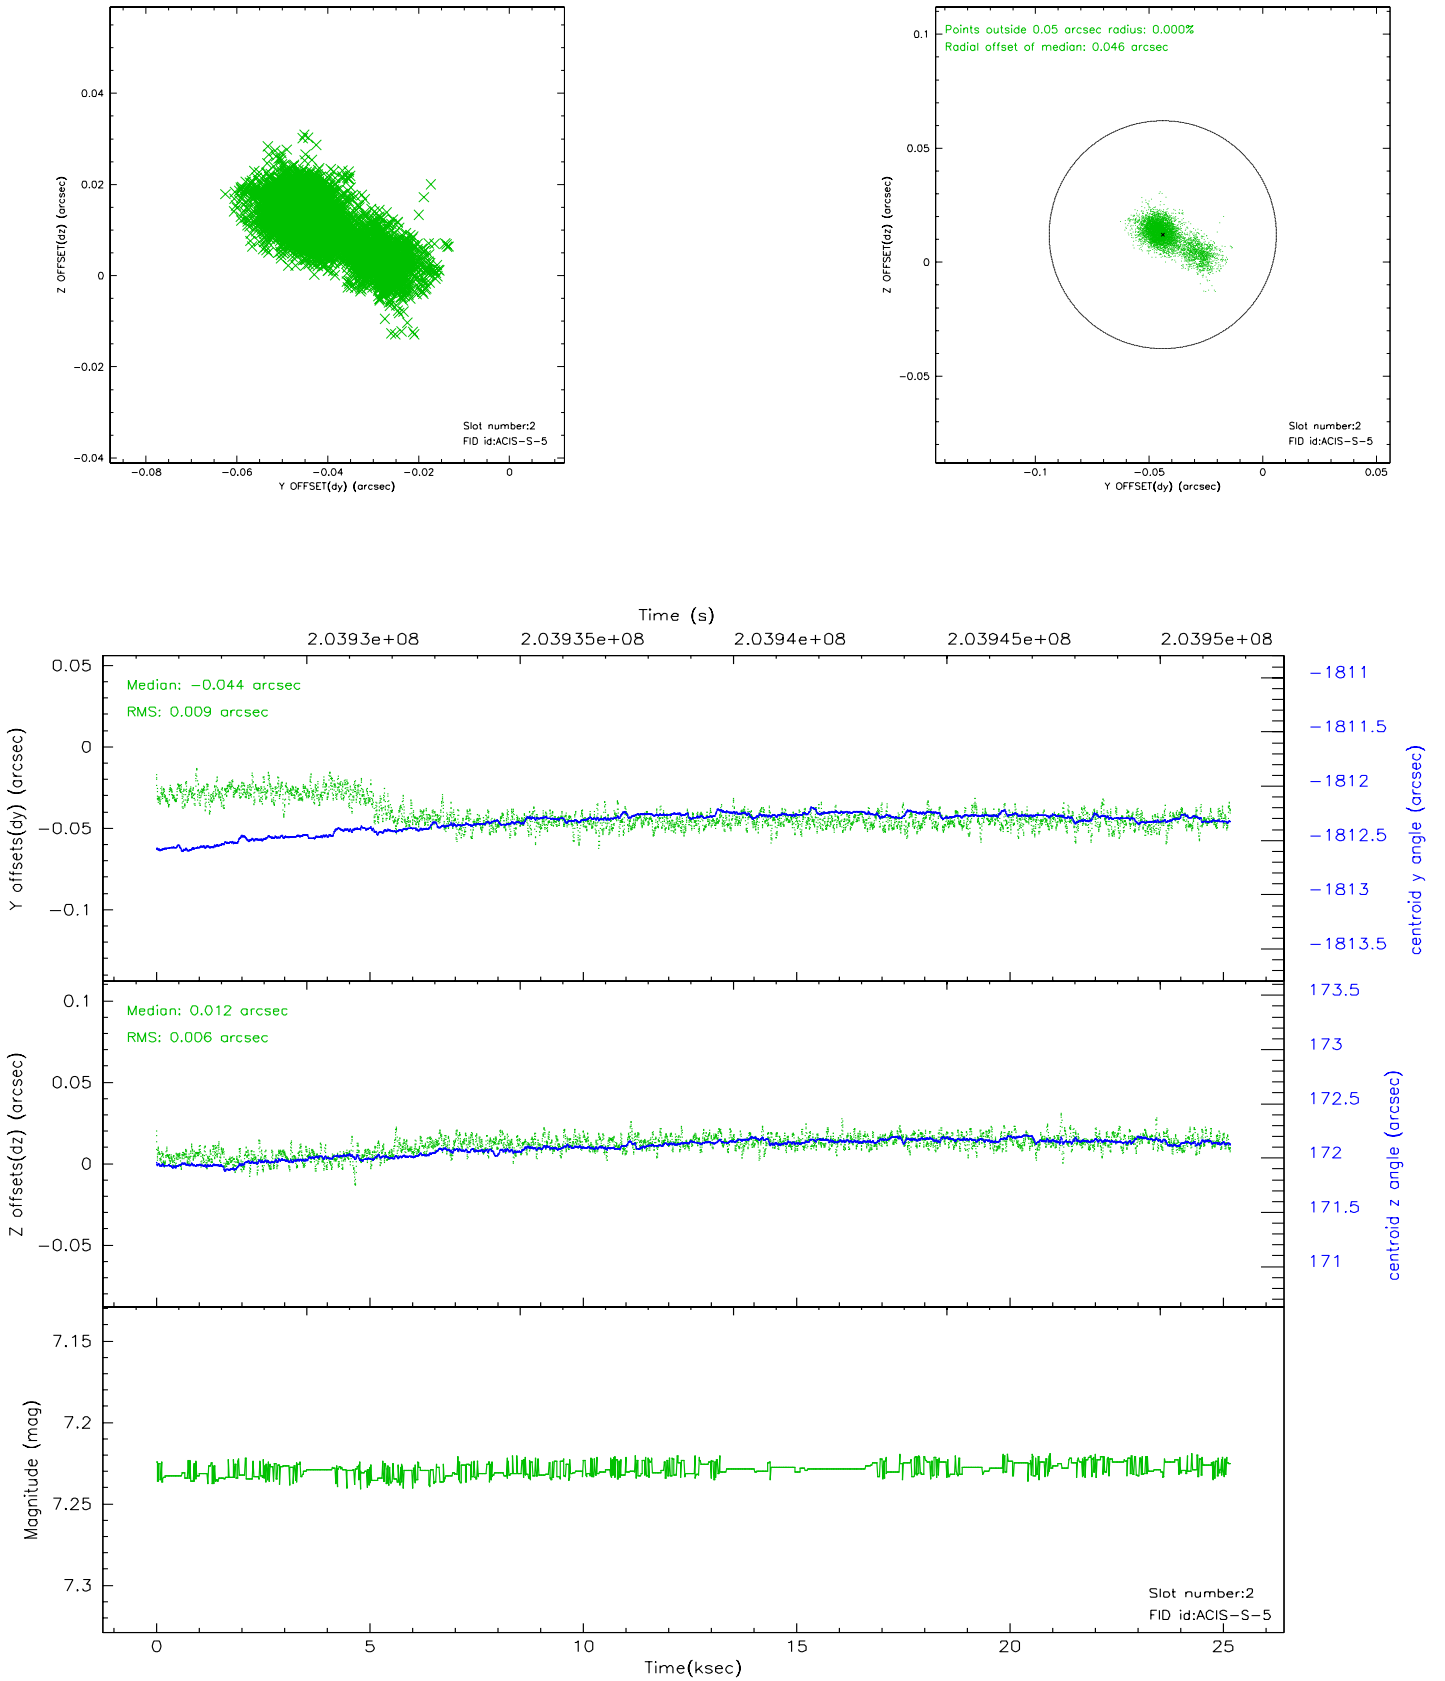 0.04
0.02
0
−0.02
−0.04
Z OFFSET(dz) (arcsec)
Slot number:2
FID id:ACIS−S−5
−0.08
−0.06
−0.04
−0.02
0
Y OFFSET(dy) (arcsec)
0.1
0.05
0
−0.05
Z OFFSET(dz) (arcsec)
Points outside 0.05 arcsec radius: 0.000%
Radial offset of median: 0.046 arcsec
Slot number:2
FID id:ACIS−S−5
−0.1
−0.05
0
0.05
Y OFFSET(dy) (arcsec)
Time (s)
2.0393e+08
2.03935e+08
2.0394e+08
2.03945e+08
2.0395e+08
0.05
0
−0.05
−0.1
Y offsets(dy) (arcsec)
Median: −0.044 arcsec
RMS: 0.009 arcsec
−1811
−1811.5
−1812
−1812.5
−1813
−1813.5
centroid y angle (arcsec)
0.1
0.05
0
−0.05
Z offsets(dz) (arcsec)
Median: 0.012 arcsec
RMS: 0.006 arcsec
173.5
173
172.5
172
171.5
171
centroid z angle (arcsec)
7.15
7.2
7.25
7.3
Magnitude (mag)
Slot number:2
FID id:ACIS−S−5
0
5
10
15
20
25
Time(ksec)